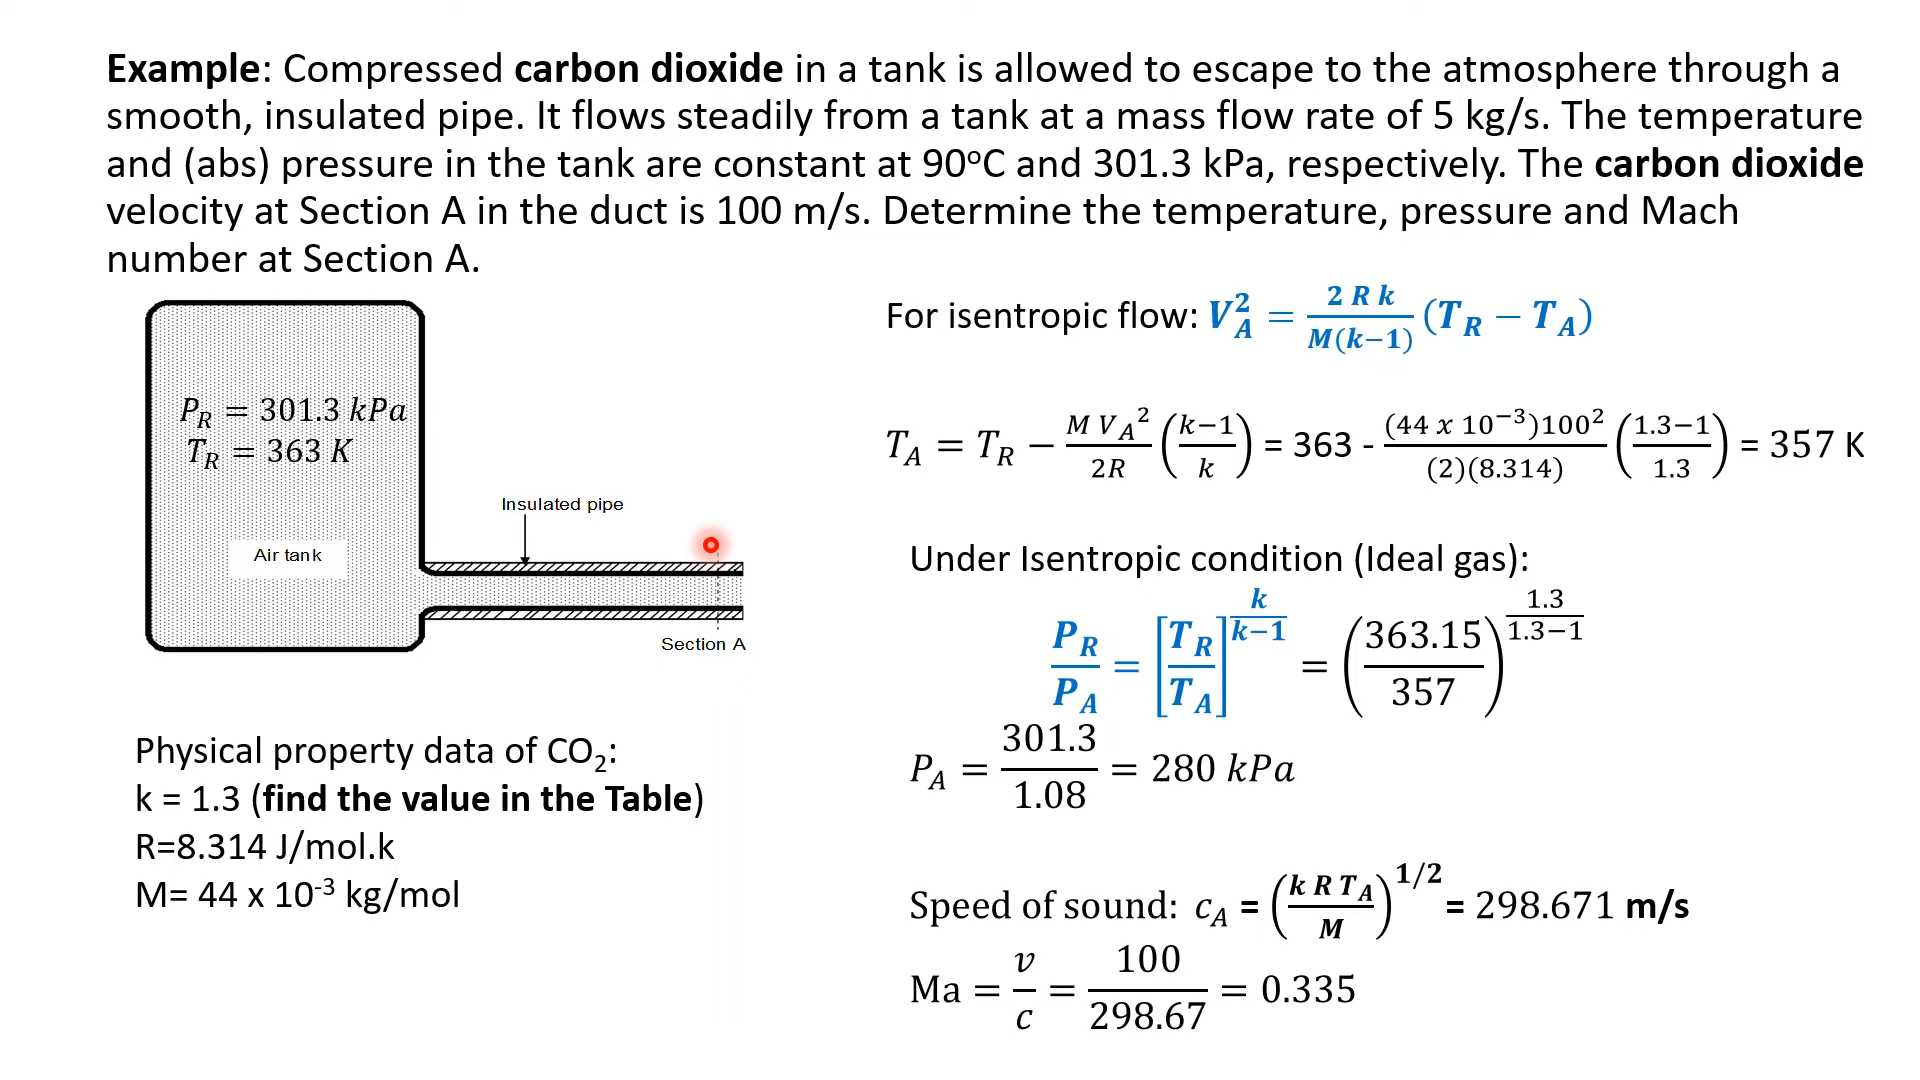 Example: Compressed carbon dioxide in a tank is allowed to escape to the atmosphere through a
smooth, insulated pipe. It flows steadily from a tank at a mass flow rate of 5 kg/s. The temperature
and (abs) pressure in the tank are constant at 90°C and 301.3 kPa, respectively. The carbon dioxide
velocity at Section A in the duct is 100 m/s. Determine the temperature, pressure and Mach
number at Section A.
P_R = 301.3 kPa
T_R = 363 K
Air tank
Insulated pipe
Section A
Physical property data of CO₂:
k = 1.3 (find the value in the Table)
R=8.314 J/mol.k
M= 44 x 10⁻³ kg/mol
For isentropic flow: V_A² = (2 R k)/(M(k−1)) (T_R − T_A)
T_A = T_R − (M V_A²)/(2R) ((k−1)/k) = 363 - ((44 x 10⁻³)100²)/((2)(8.314)) ((1.3−1)/1.3) = 357 K
Under Isentropic condition (Ideal gas):
P_R/P_A = [T_R/T_A]^(k/(k−1)) = (363.15/357)^(1.3/(1.3−1))
P_A = 301.3/1.08 = 280 kPa
Speed of sound: c_A = ((k R T_A)/M)^(1/2) = 298.671 m/s
Ma = v/c = 100/298.67 = 0.335